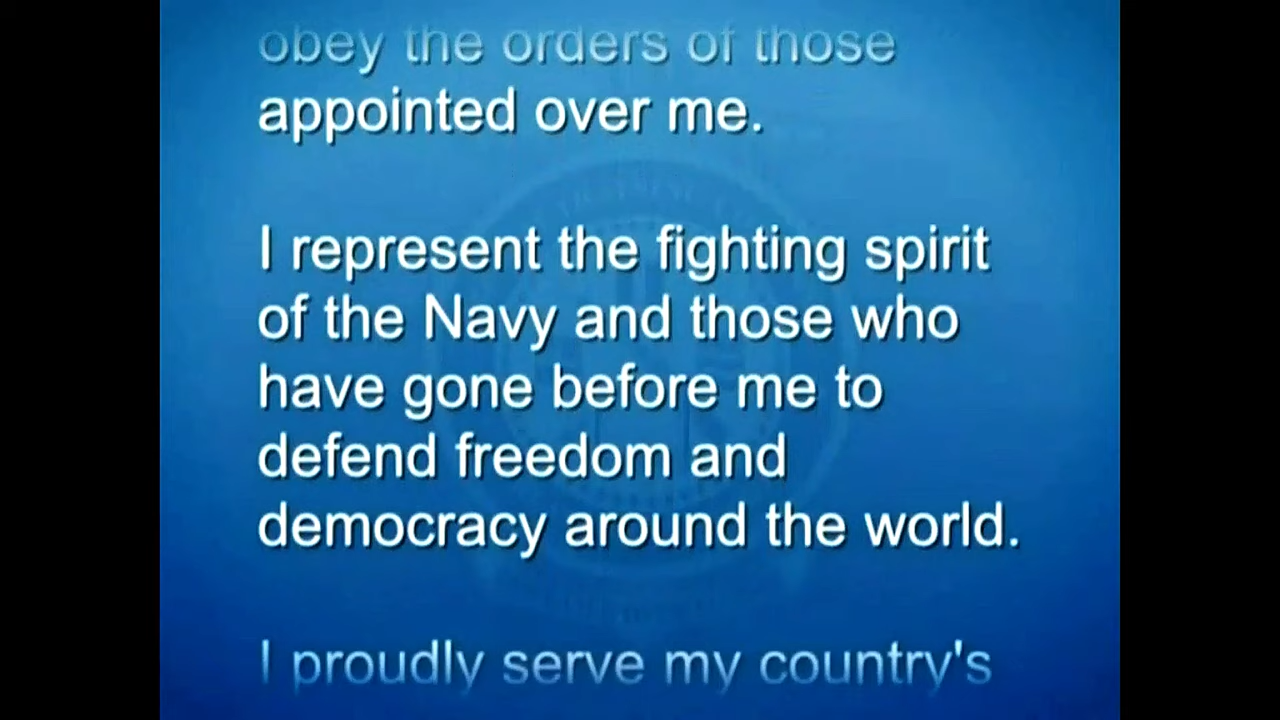 obey the orders of those
appointed over me.
I represent the fighting spirit
of the Navy and those who
have gone before me to
defend freedom and
democracy around the world.
I proudly serve my country's